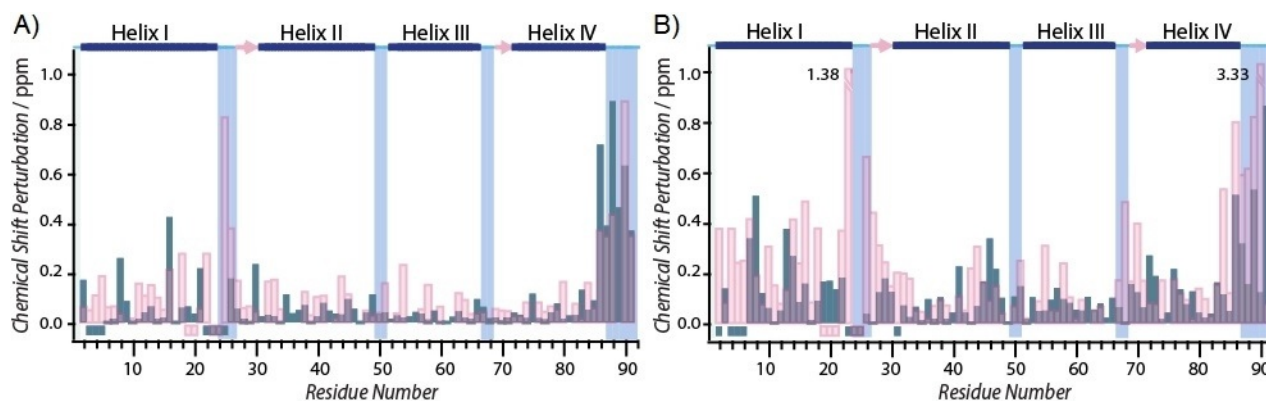 A)
Helix I Helix II Helix III Helix IV
Chemical Shift Perturbation / ppm
1.0
0.8
0.6
0.4
0.2
0.0
10 20 30 40 50 60 70 80 90
Residue Number
B)
Helix I Helix II Helix III Helix IV
Chemical Shift Perturbation / ppm
1.38
3.33
1.0
0.8
0.6
0.4
0.2
0.0
10 20 30 40 50 60 70 80 90
Residue Number